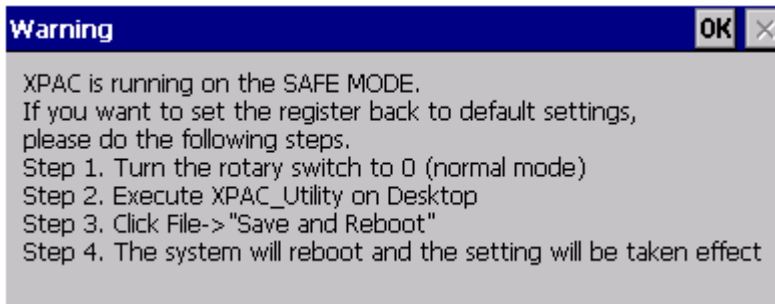 Warning
OK
XPAC is running on the SAFE MODE.
If you want to set the register back to default settings,
please do the following steps.
Step 1. Turn the rotary switch to 0 (normal mode)
Step 2. Execute XPAC_Utility on Desktop
Step 3. Click File->"Save and Reboot"
Step 4. The system will reboot and the setting will be taken effect